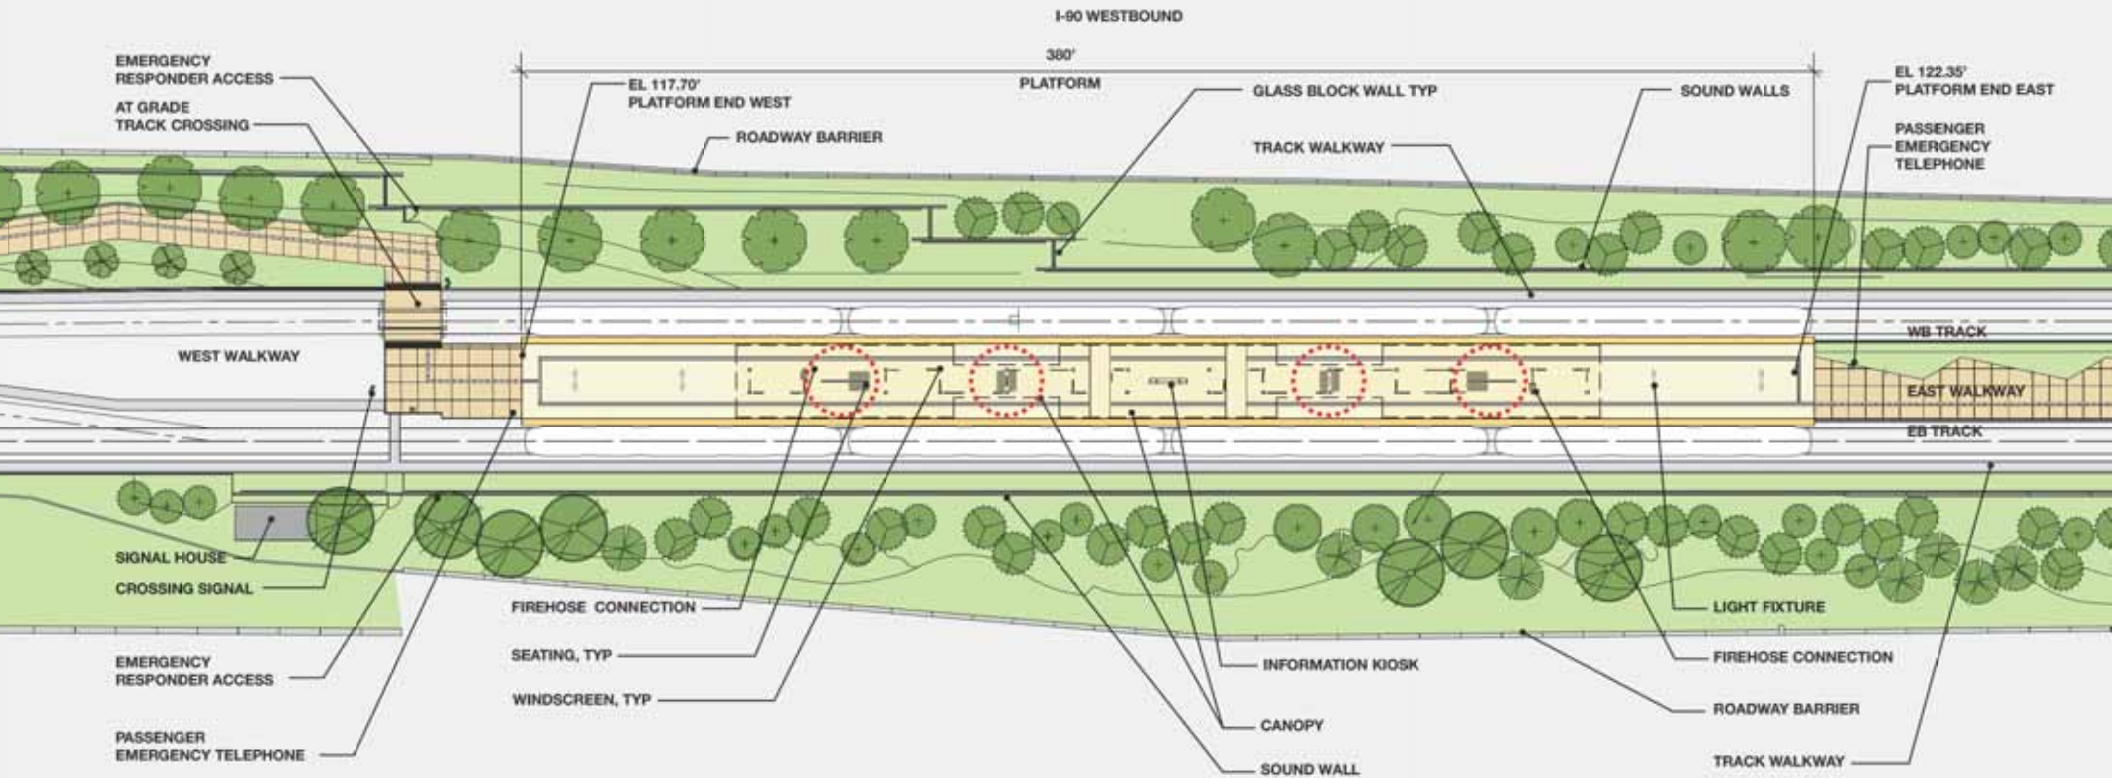 I-90 WESTBOUND
380'
PLATFORM
EMERGENCY
RESPONDER ACCESS
AT GRADE
TRACK CROSSING
EL 117.70'
PLATFORM END WEST
ROADWAY BARRIER
GLASS BLOCK WALL TYP
TRACK WALKWAY
SOUND WALLS
EL 122.35'
PLATFORM END EAST
PASSENGER
EMERGENCY
TELEPHONE
WB TRACK
WEST WALKWAY
EAST WALKWAY
EB TRACK
SIGNAL HOUSE
CROSSING SIGNAL
EMERGENCY
RESPONDER ACCESS
PASSENGER
EMERGENCY TELEPHONE
FIREHOSE CONNECTION
SEATING, TYP
WINDSCREEN, TYP
INFORMATION KIOSK
CANOPY
SOUND WALL
LIGHT FIXTURE
FIREHOSE CONNECTION
ROADWAY BARRIER
TRACK WALKWAY